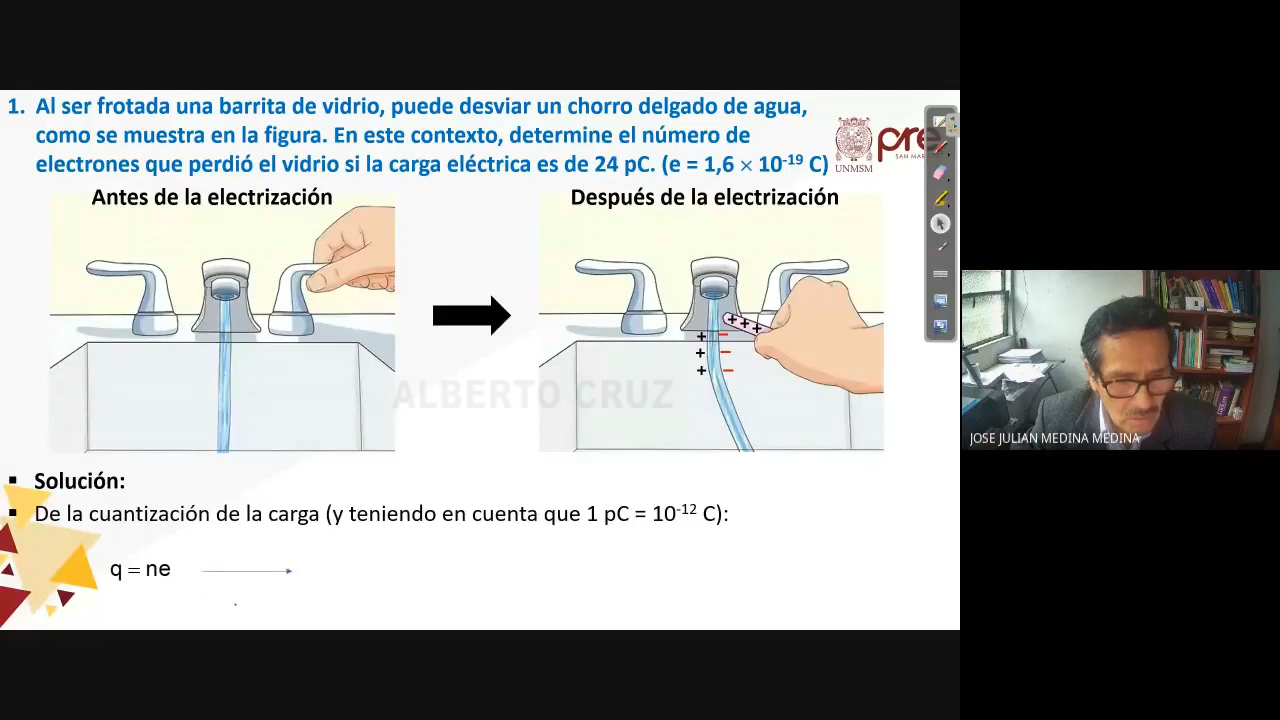 1. Al ser frotada una barrita de vidrio, puede desviar un chorro delgado de agua,
como se muestra en la figura. En este contexto, determine el número de
electrones que perdió el vidrio si la carga eléctrica es de 24 pC. (e = 1,6 × 10⁻¹⁹ C)
pre
SAN MAR
UNMSM
Antes de la electrización
Después de la electrización
+ + +
+ −
+ −
+ −
ALBERTO CRUZ
JOSE JULIAN MEDINA MEDINA
▪ Solución:
▪ De la cuantización de la carga (y teniendo en cuenta que 1 pC = 10⁻¹² C):
q = ne